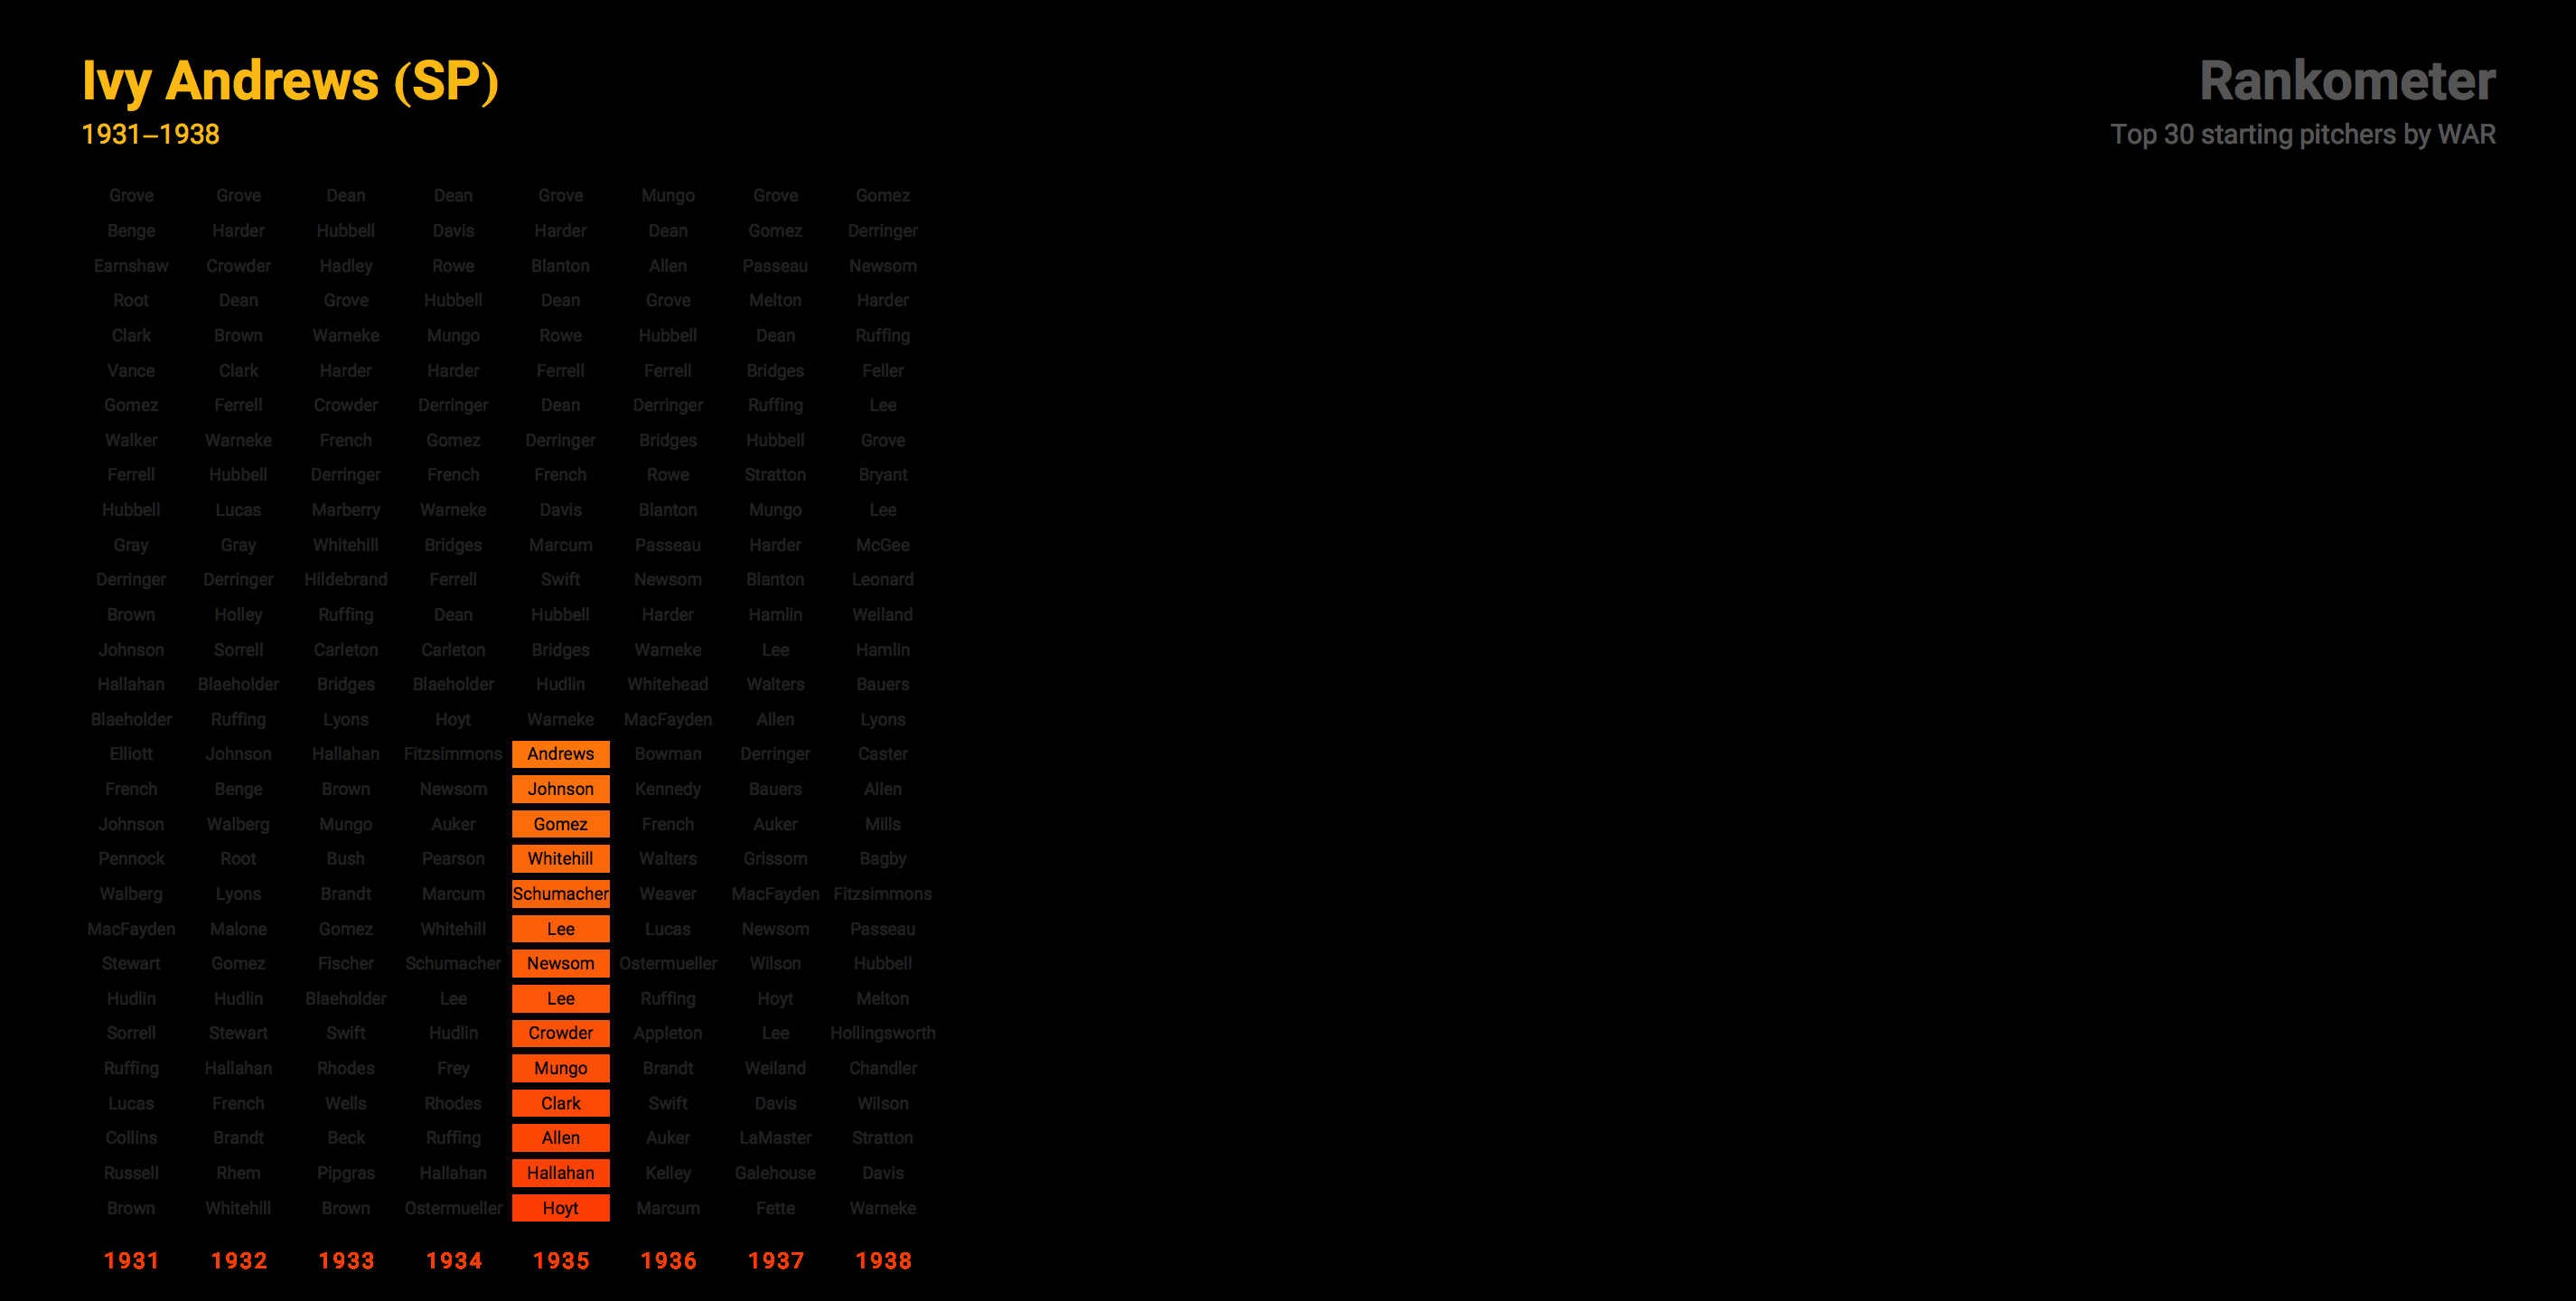 Ivy Andrews (SP)
1931–1938
Rankometer
Top 30 starting pitchers by WAR
Grove Grove Dean Dean Grove Mungo Grove Gomez
Benge Harder Hubbell Davis Harder Dean Gomez Derringer
Earnshaw Crowder Hadley Rowe Blanton Allen Passeau Newsom
Root Dean Grove Hubbell Dean Grove Melton Harder
Clark Brown Warneke Mungo Rowe Hubbell Dean Ruffing
Vance Clark Harder Harder Ferrell Ferrell Bridges Feller
Gomez Ferrell Crowder Derringer Dean Derringer Ruffing Lee
Walker Warneke French Gomez Derringer Bridges Hubbell Grove
Ferrell Hubbell Derringer French French Rowe Stratton Bryant
Hubbell Lucas Marberry Warneke Davis Blanton Mungo Lee
Gray Gray Whitehill Bridges Marcum Passeau Harder McGee
Derringer Derringer Hildebrand Ferrell Swift Newsom Blanton Leonard
Brown Holley Ruffing Dean Hubbell Harder Hamlin Weiland
Johnson Sorrell Carleton Carleton Bridges Warneke Lee Hamlin
Hallahan Blaeholder Bridges Blaeholder Hudlin Whitehead Walters Bauers
Blaeholder Ruffing Lyons Hoyt Warneke MacFayden Allen Lyons
Elliott Johnson Hallahan Fitzsimmons Andrews Bowman Derringer Caster
French Benge Brown Newsom Johnson Kennedy Bauers Allen
Johnson Walberg Mungo Auker Gomez French Auker Mills
Pennock Root Bush Pearson Whitehill Walters Grissom Bagby
Walberg Lyons Brandt Marcum Schumacher Weaver MacFayden Fitzsimmons
MacFayden Malone Gomez Whitehill Lee Lucas Newsom Passeau
Stewart Gomez Fischer Schumacher Newsom Ostermueller Wilson Hubbell
Hudlin Hudlin Blaeholder Lee Lee Ruffing Hoyt Melton
Sorrell Stewart Swift Hudlin Crowder Appleton Lee Hollingsworth
Ruffing Hallahan Rhodes Frey Mungo Brandt Weiland Chandler
Lucas French Wells Rhodes Clark Swift Davis Wilson
Collins Brandt Beck Ruffing Allen Auker LaMaster Stratton
Russell Rhem Pipgras Hallahan Hallahan Kelley Galehouse Davis
Brown Whitehill Brown Ostermueller Hoyt Marcum Fette Warneke
1931 1932 1933 1934 1935 1936 1937 1938